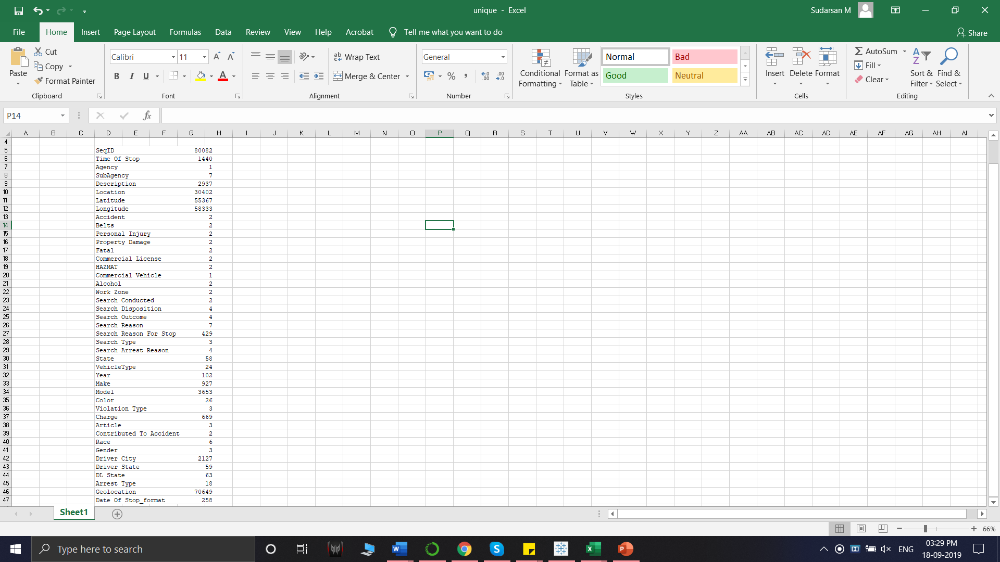 unique - Excel
Sudarsan M
File Home Insert Page Layout Formulas Data Review View Help Acrobat Tell me what you want to do Share
Paste
Cut
Copy
Format Painter
Clipboard
Calibri 11
B I U
Font
Wrap Text
Merge & Center
Alignment
General
%
Number
Conditional Formatting
Format as Table
Normal Bad
Good Neutral
Styles
Insert Delete Format
Cells
AutoSum
Fill
Clear
Sort & Filter
Find & Select
Editing
P14
fx
A B C D E F G H I J K L M N O P Q R S T U V W X Y Z AA AB AC AD AE AF AG AH AI
4
5 SeqID 80082
6 Time Of Stop 1440
7 Agency 1
8 SubAgency 7
9 Description 2937
10 Location 30402
11 Latitude 55367
12 Longitude 58333
13 Accident 2
14 Belts 2
15 Personal Injury 2
16 Property Damage 2
17 Fatal 2
18 Commercial License 2
19 HAZMAT 2
20 Commercial Vehicle 1
21 Alcohol 2
22 Work Zone 2
23 Search Conducted 2
24 Search Disposition 4
25 Search Outcome 4
26 Search Reason 7
27 Search Reason For Stop 429
28 Search Type 3
29 Search Arrest Reason 4
30 State 58
31 VehicleType 24
32 Year 102
33 Make 927
34 Model 3653
35 Color 26
36 Violation Type 3
37 Charge 669
38 Article 3
39 Contributed To Accident 2
40 Race 6
41 Gender 3
42 Driver City 2127
43 Driver State 59
44 DL State 63
45 Arrest Type 18
46 Geolocation 70649
47 Date Of Stop_format 258
Sheet1
66%
Type here to search
ENG
03:29 PM
18-09-2019